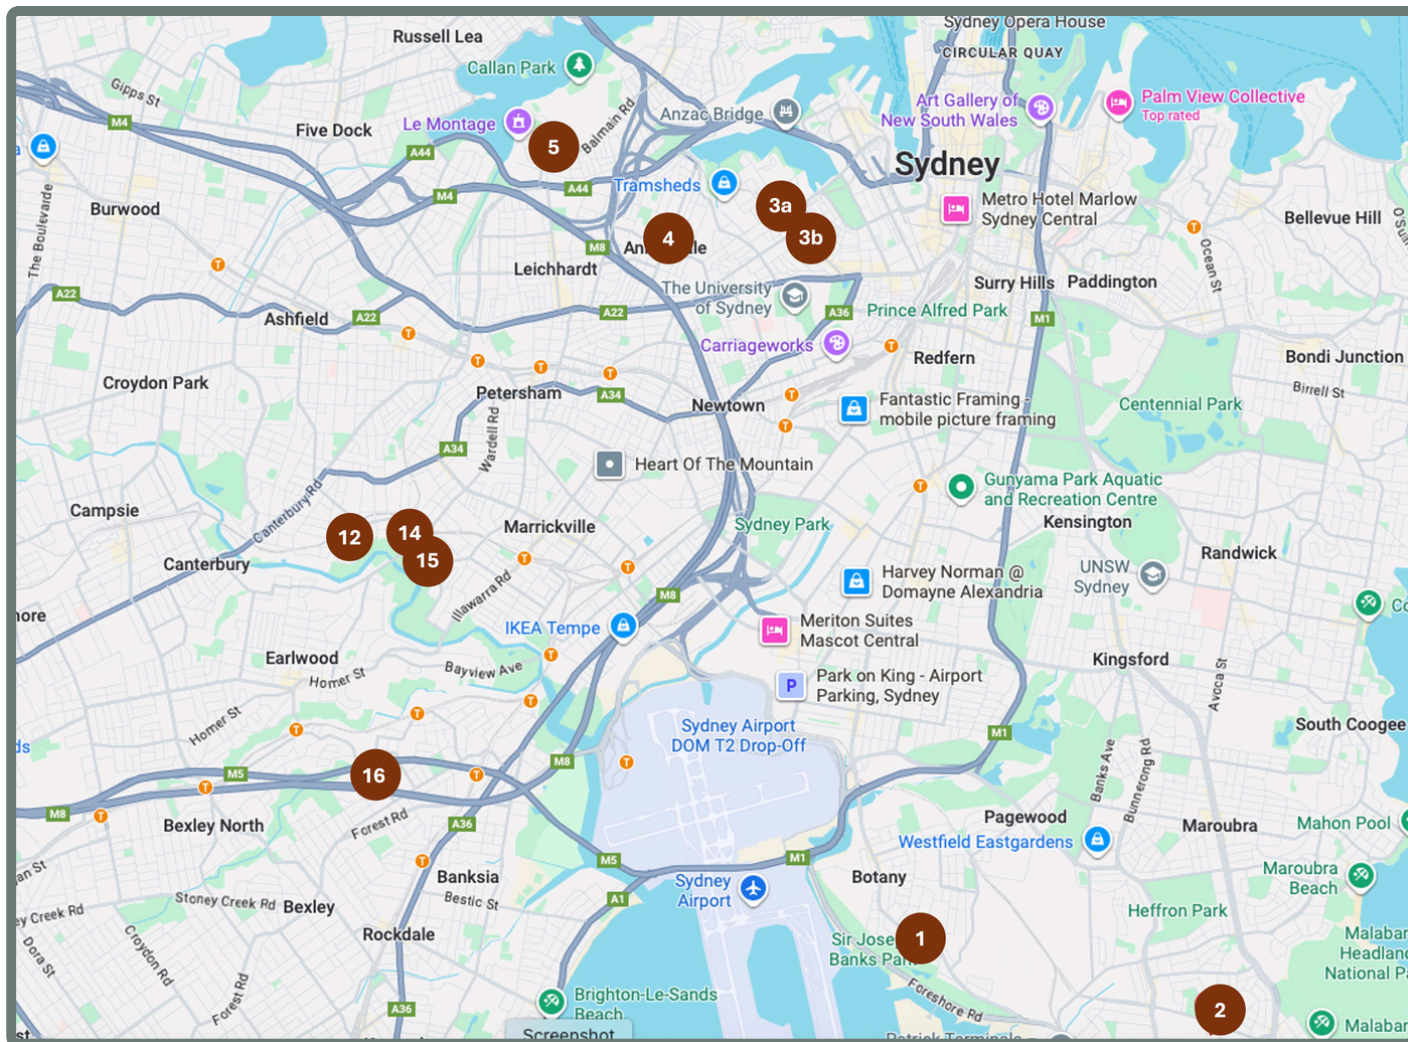 Sydney Opera House
CIRCULAR QUAY
Russell Lea
Callan Park
Gipps St
M4
Five Dock
Le Montage
5
Balmain Rd
Anzac Bridge
Art Gallery of
New South Wales
Palm View Collective
Top rated
A44
A44
M4
Sydney
Tramsheds
3a
3b
Metro Hotel Marlow
Sydney Central
Burwood
The Boulevarde
Bellevue Hill
Ocean St
4
M8
Leichhardt
The University
of Sydney
A22
A22
A22
A36
Ashfield
Surry Hills
Paddington
Prince Alfred Park
M1
Carriageworks
Redfern
Bondi Junction
Birrell St
Croydon Park
Petersham
A34
Newtown
Fantastic Framing -
mobile picture framing
Centennial Park
Wardell Rd
A34
Heart Of The Mountain
Gunyama Park Aquatic
and Recreation Centre
Canterbury Rd
Campsie
12
14
15
Marrickville
Sydney Park
Kensington
Canterbury
Illawarra Rd
Randwick
UNSW
Sydney
Harvey Norman @
Domayne Alexandria
M8
IKEA Tempe
Meriton Suites
Mascot Central
Earlwood
Homer St
Bayview Ave
Kingsford
Avoca St
P
Park on King - Airport
Parking, Sydney
Homer St
Sydney Airport
DOM T2 Drop-Off
South Coogee
M1
M5
16
M8
Banks Ave
Bunnerong Rd
M8
Bexley North
Forest Rd
A36
Pagewood
Maroubra
Mahon Pool
Westfield Eastgardens
M5
M1
Banksia
Bestic St
A1
Sydney
Airport
Botany
Maroubra
Beach
Stoney Creek Rd
Bexley
Heffron Park
Croydon Rd
Dora St
Rockdale
1
Forest Rd
Brighton-Le-Sands
Beach
Foreshore Rd
A36
2
Screenshot